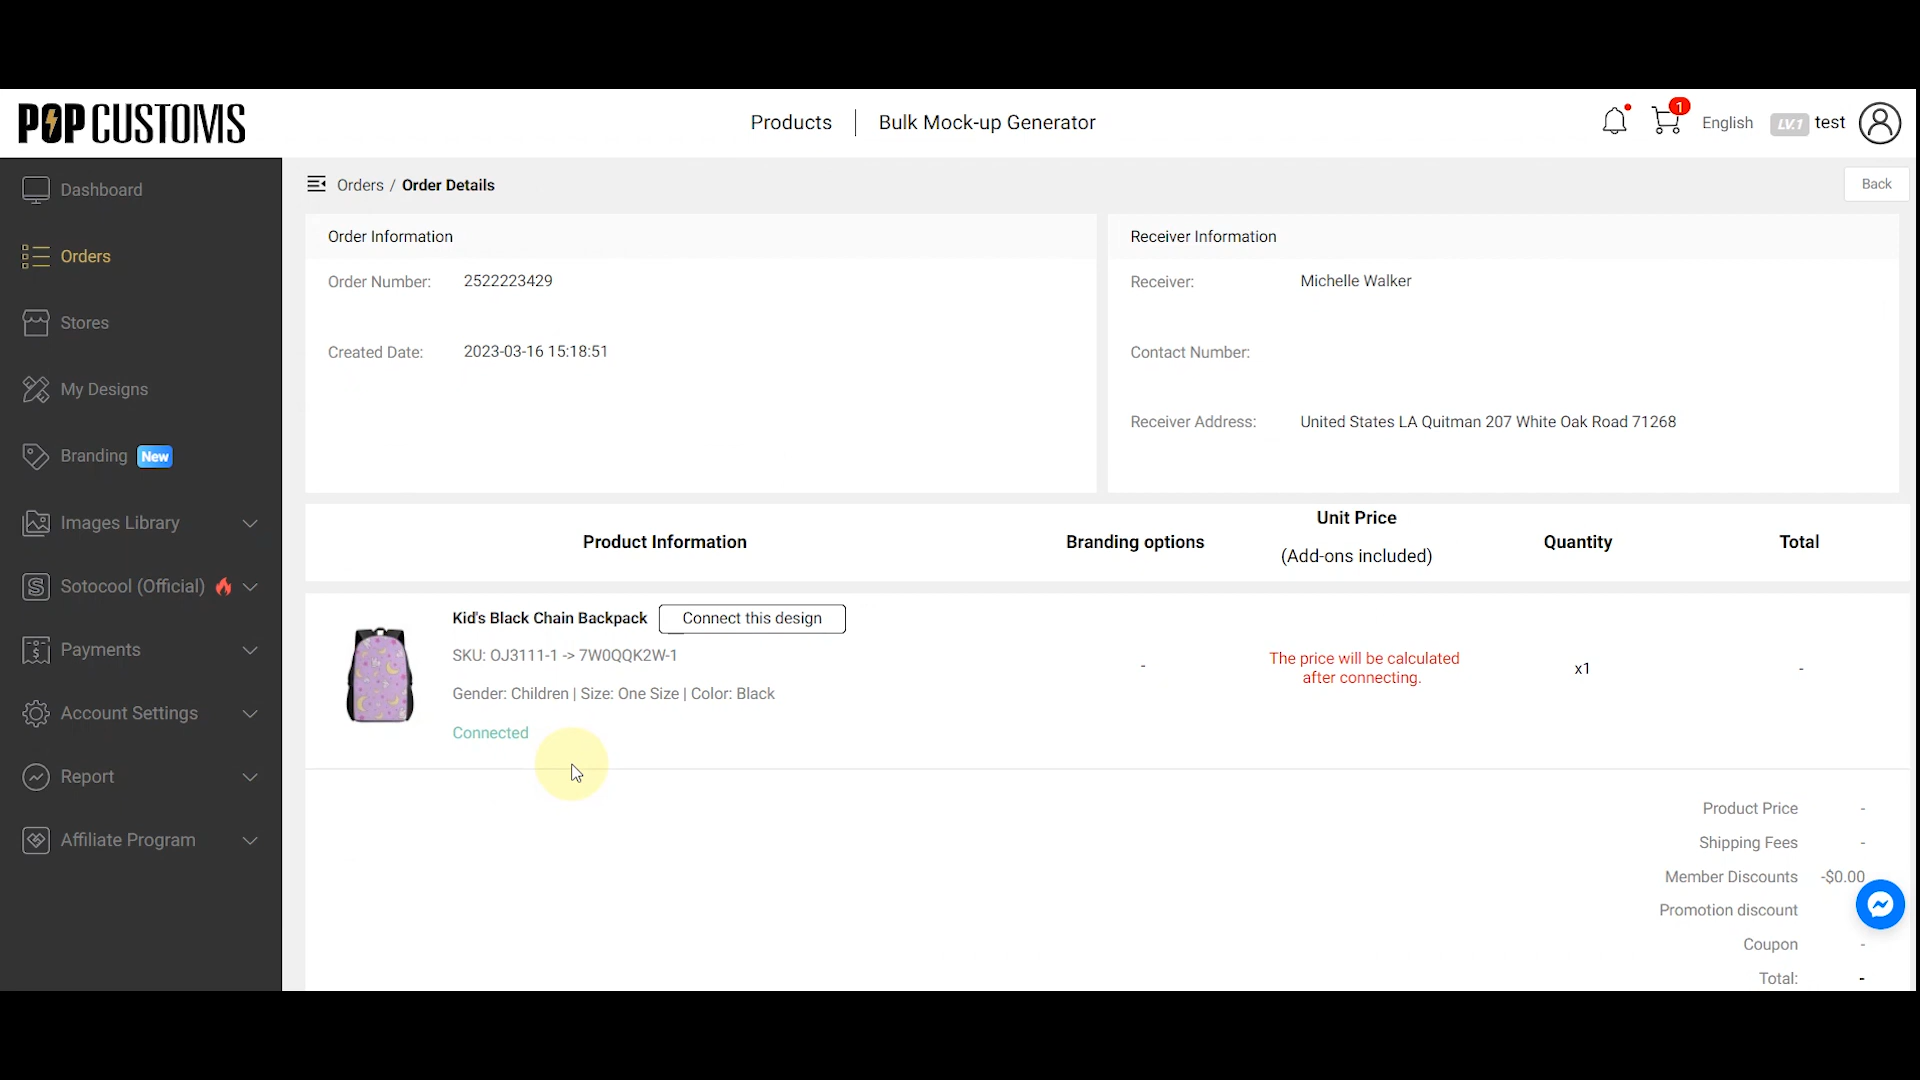 POP CUSTOMS
Products
Bulk Mock-up Generator
1
English
LV.1
test
Dashboard
Orders
Stores
My Designs
Branding New
Images Library
Sotocool (Official)
Payments
Account Settings
Report
Affiliate Program
Orders / Order Details
Back
Order Information
Order Number: 2522223429
Created Date: 2023-03-16 15:18:51
Receiver Information
Receiver: Michelle Walker
Contact Number:
Receiver Address: United States LA Quitman 207 White Oak Road 71268
Product Information
Branding options
Unit Price
(Add-ons included)
Quantity
Total
Kid's Black Chain Backpack
Connect this design
SKU: OJ3111-1 -> 7W0QQK2W-1
Gender: Children | Size: One Size | Color: Black
Connected
-
The price will be calculated
after connecting.
x1
-
Product Price -
Shipping Fees -
Member Discounts -$0.00
Promotion discount
Coupon -
Total: -